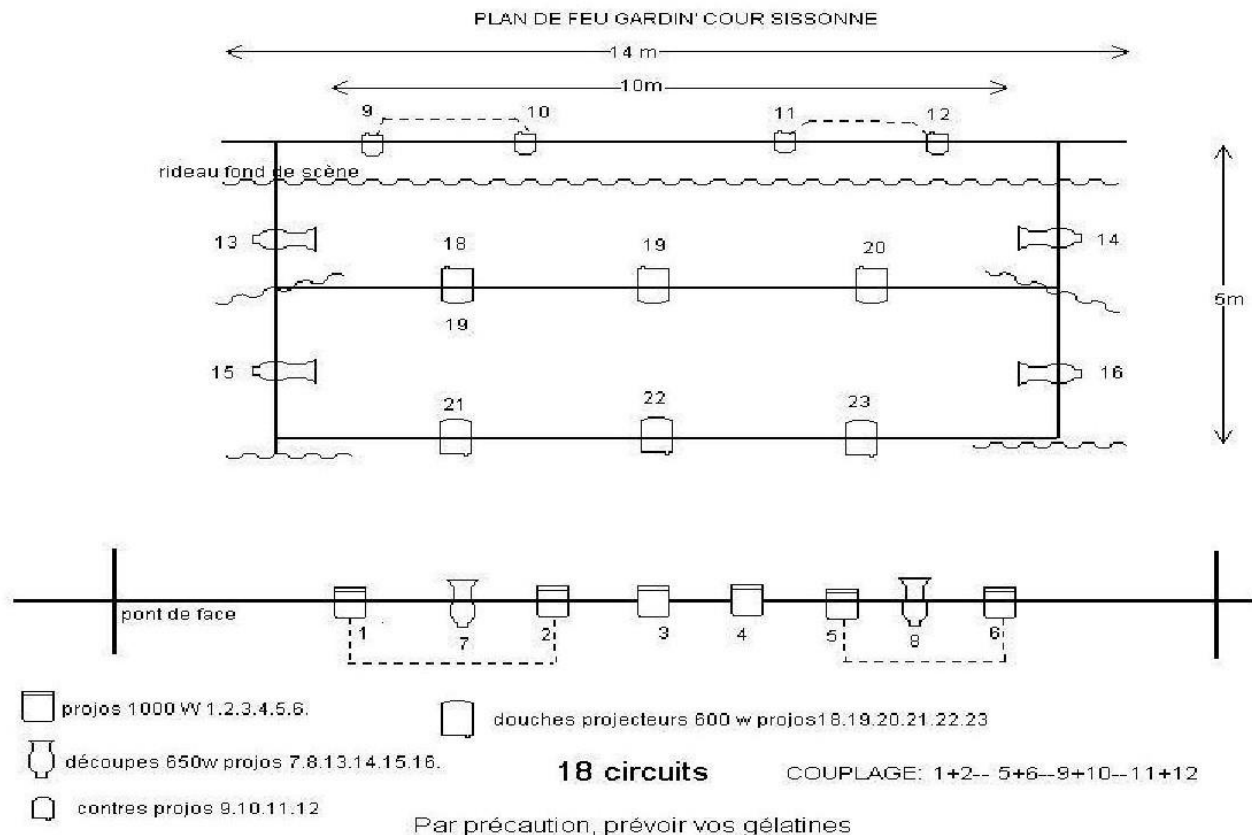 PLAN DE FEU GARDIN' COUR SISSONNE
14 m
10m
9 10 11 12
rideau fond de scène
13 18 19 20 14
5m
19
15 16
21 22 23
pont de face
1 7 2 3 4 5 8 6
projos 1000 W 1.2.3.4.5.6.
douches projecteurs 600 w projos18.19.20.21.22.23
découpes 650w projos 7.8.13.14.15.16.
18 circuits
COUPLAGE: 1+2-- 5+6--9+10--11+12
contres projos 9.10.11.12
Par précaution, prévoir vos gélatines